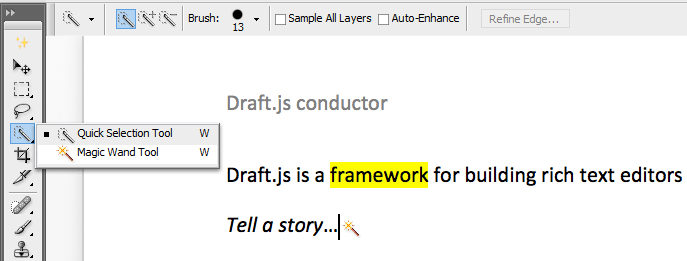 Brush:
13
Sample All Layers
Auto-Enhance
Refine Edge...
Draft.js conductor
Quick Selection Tool W
Magic Wand Tool W
Draft.js is a framework for building rich text editors
Tell a story…